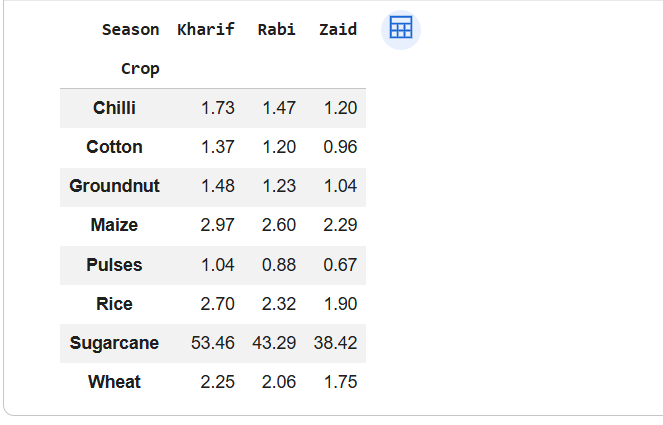 Season Kharif Rabi Zaid
Crop
Chilli 1.73 1.47 1.20
Cotton 1.37 1.20 0.96
Groundnut 1.48 1.23 1.04
Maize 2.97 2.60 2.29
Pulses 1.04 0.88 0.67
Rice 2.70 2.32 1.90
Sugarcane 53.46 43.29 38.42
Wheat 2.25 2.06 1.75